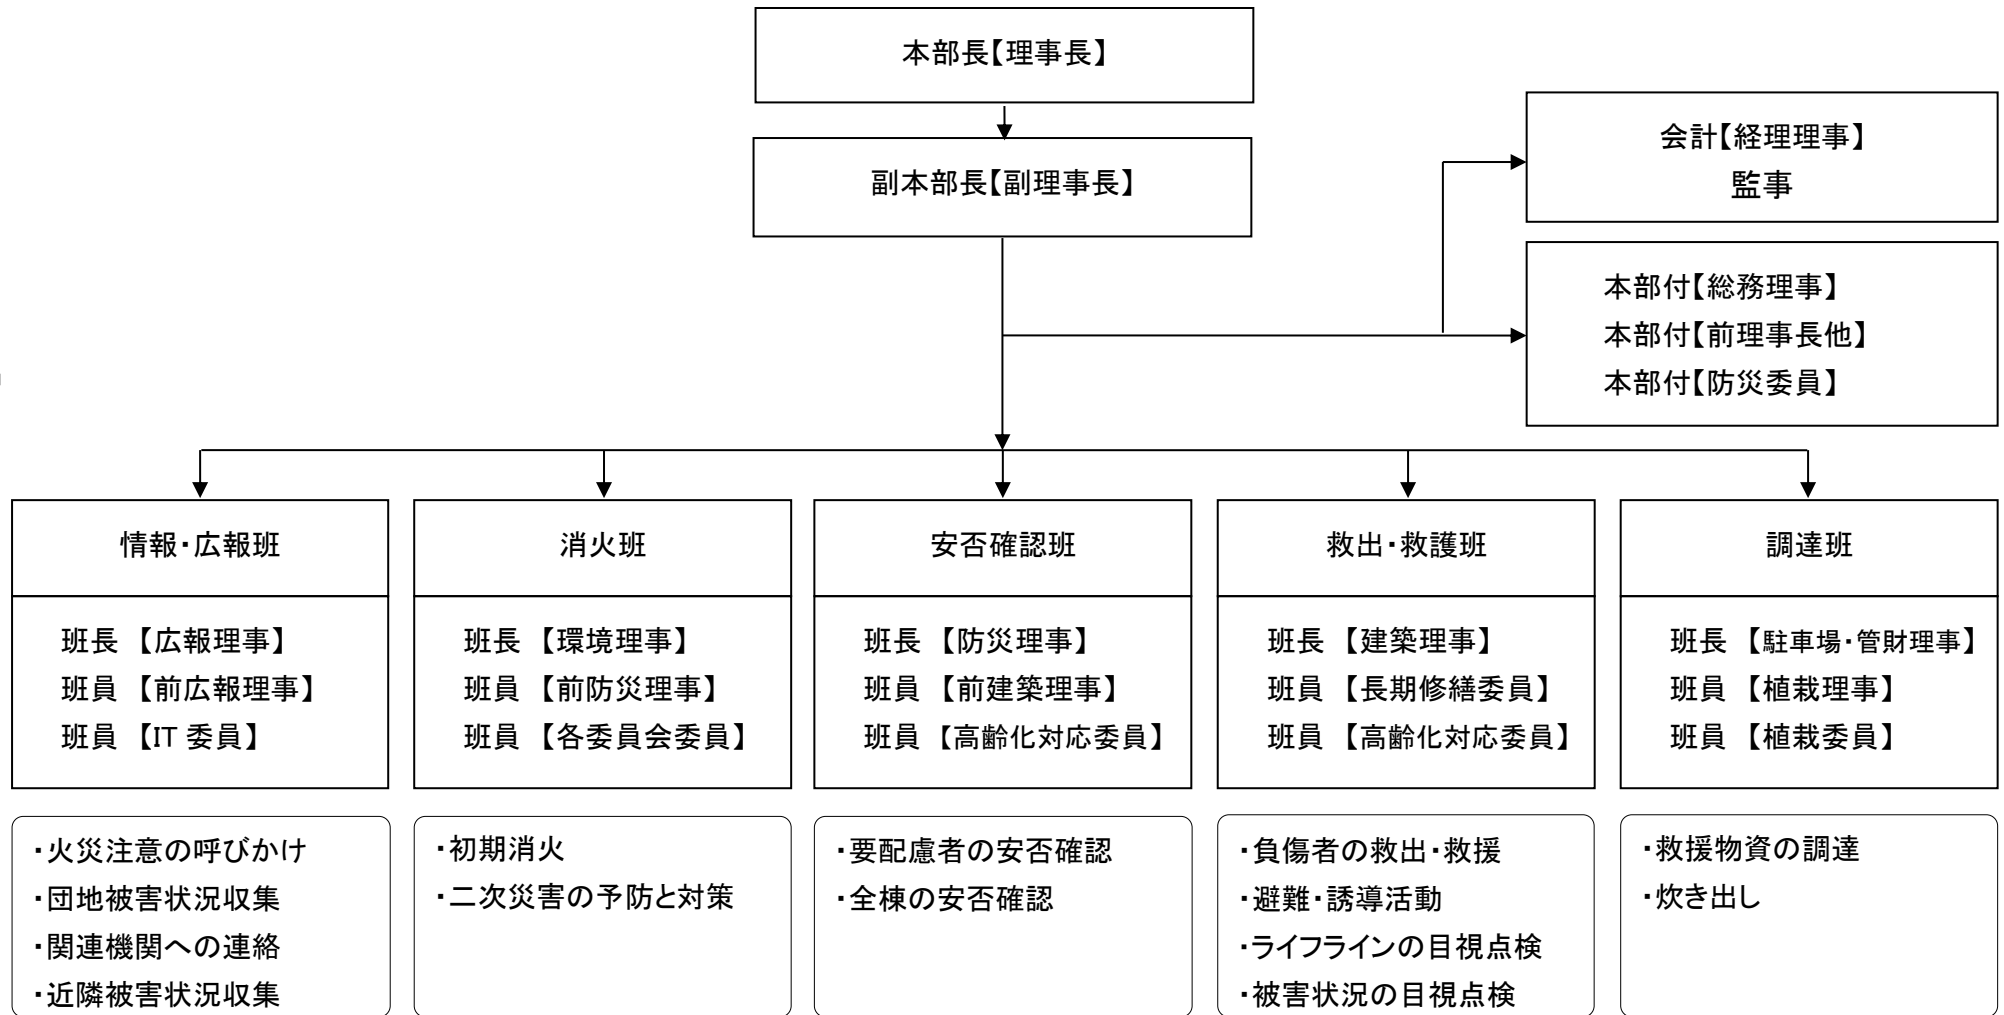 本部長【理事長】
副本部長【副理事長】
会計【経理理事】
監事
本部付【総務理事】
本部付【前理事長他】
本部付【防災委員】
情報・広報班
班長 【広報理事】
班員 【前広報理事】
班員 【IT 委員】
・火災注意の呼びかけ
・団地被害状況収集
・関連機関への連絡
・近隣被害状況収集
消火班
班長 【環境理事】
班員 【前防災理事】
班員 【各委員会委員】
・初期消火
・二次災害の予防と対策
安否確認班
班長 【防災理事】
班員 【前建築理事】
班員 【高齢化対応委員】
・要配慮者の安否確認
・全棟の安否確認
救出・救護班
班長 【建築理事】
班員 【長期修繕委員】
班員 【高齢化対応委員】
・負傷者の救出・救援
・避難・誘導活動
・ライフラインの目視点検
・被害状況の目視点検
調達班
班長 【駐車場・管財理事】
班員 【植栽理事】
班員 【植栽委員】
・救援物資の調達
・炊き出し